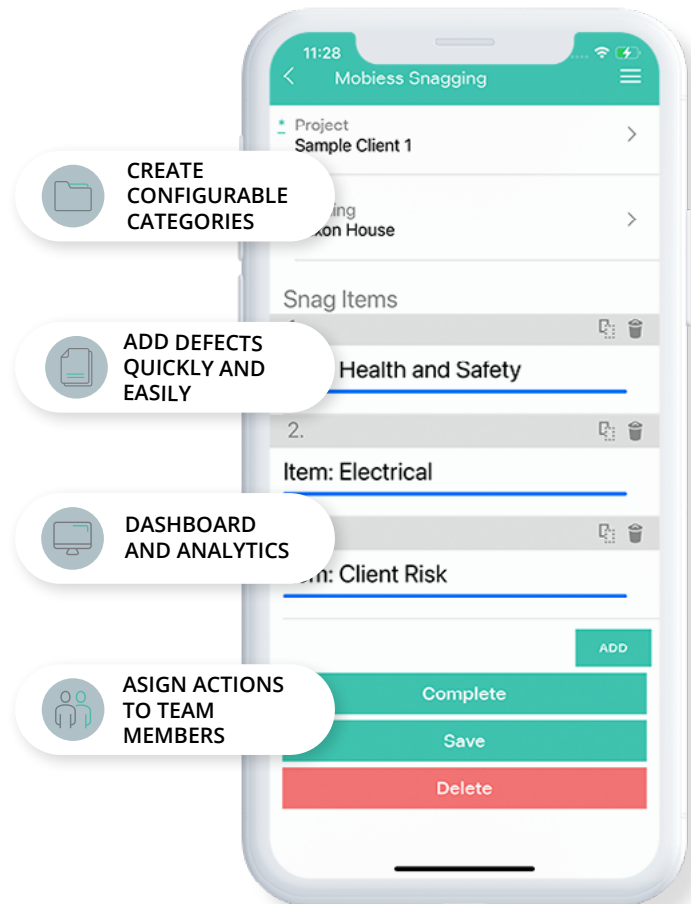 11:28
Mobiess Snagging
* Project
Sample Client 1
CREATE
CONFIGURABLE
CATEGORIES
House
Snag Items
ADD DEFECTS
QUICKLY AND
EASILY
Health and Safety
2.
Item: Electrical
DASHBOARD
AND ANALYTICS
Client Risk
ADD
ASIGN ACTIONS
TO TEAM
MEMBERS
Complete
Save
Delete